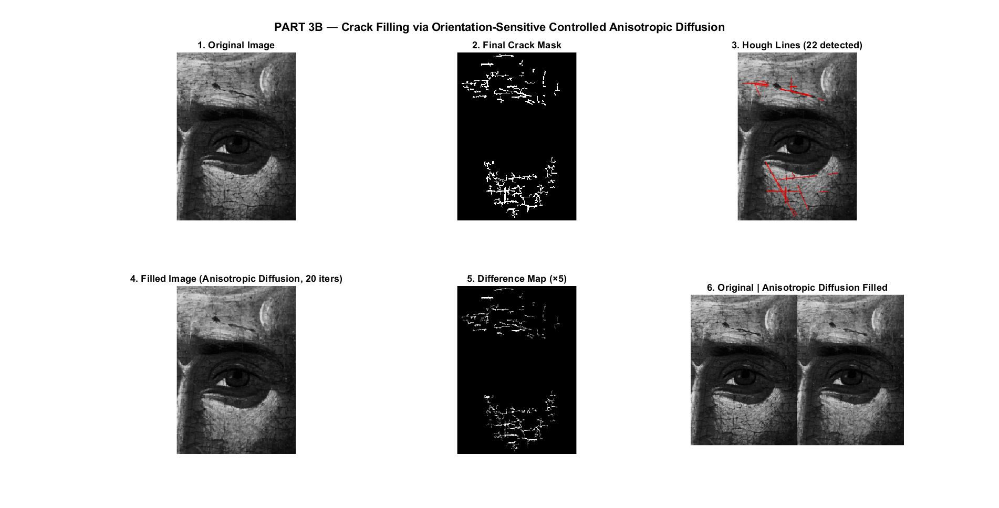 PART 3B — Crack Filling via Orientation-Sensitive Controlled Anisotropic Diffusion
1. Original Image
2. Final Crack Mask
3. Hough Lines (22 detected)
4. Filled Image (Anisotropic Diffusion, 20 iters)
5. Difference Map (×5)
6. Original | Anisotropic Diffusion Filled